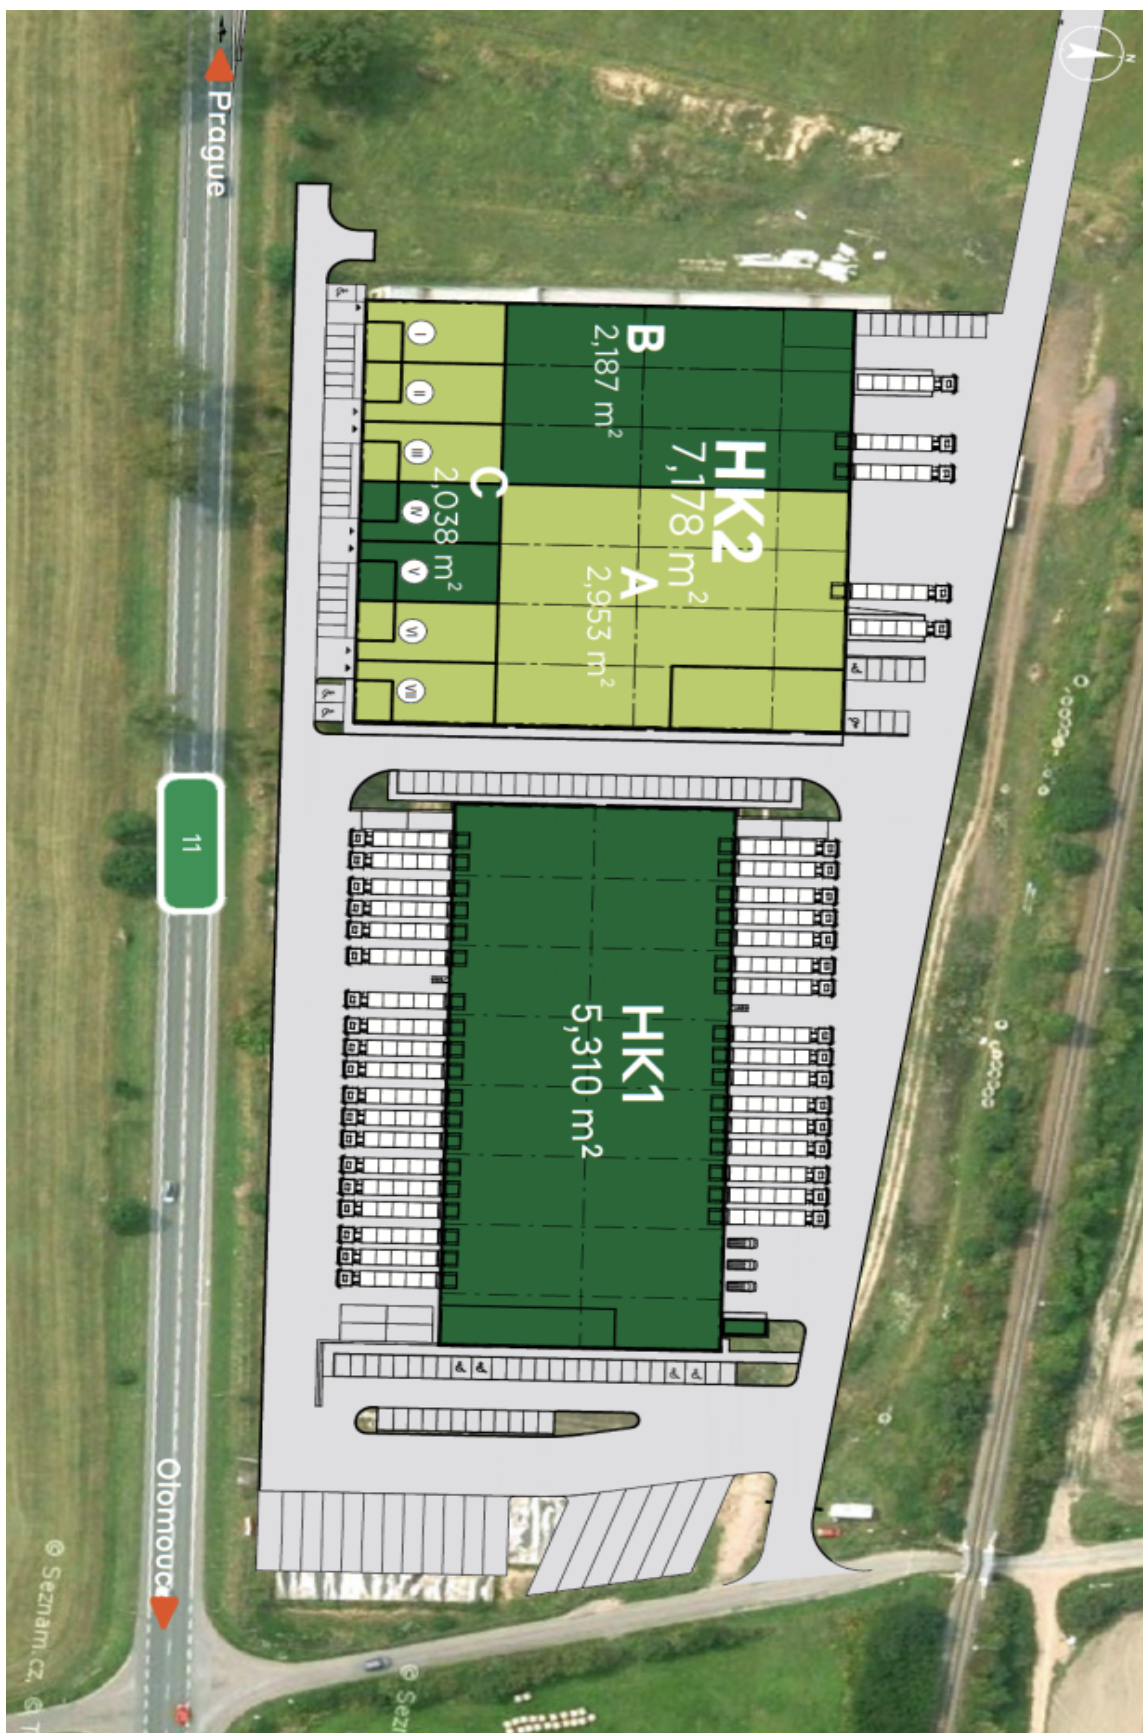 N
Prague
HK2
7,178 m²
B
2,187 m²
A
2,953 m²
C
2,038 m²
I
II
III
IV
V
VI
VII
HK1
5,310 m²
11
Olomouc
© Seznam.cz, ©
© Sez